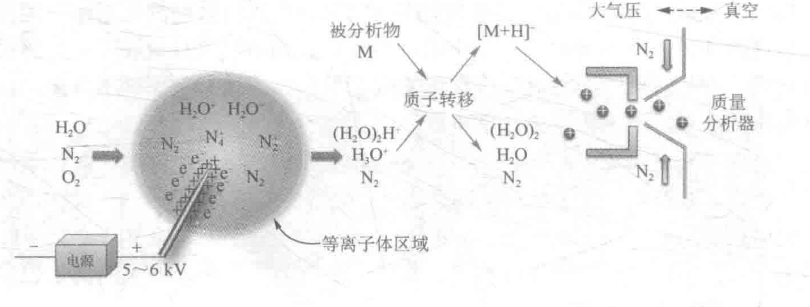 大气压 真空
被分析物
M
[M+H]⁺
N₂
质子转移
质量
分析器
H₂O
N₂
O₂
H₂O⁺ H₂O⁻
N₂ N₄⁺ N₂⁺
N₂
e⁻ e⁻ e⁻ e⁻ e⁻ e⁻ e⁻
(H₂O)₂H⁺
H₃O⁺
N₂
(H₂O)₂
H₂O
N₂
N₂
等离子体区域
− +
电源
5～6 kV